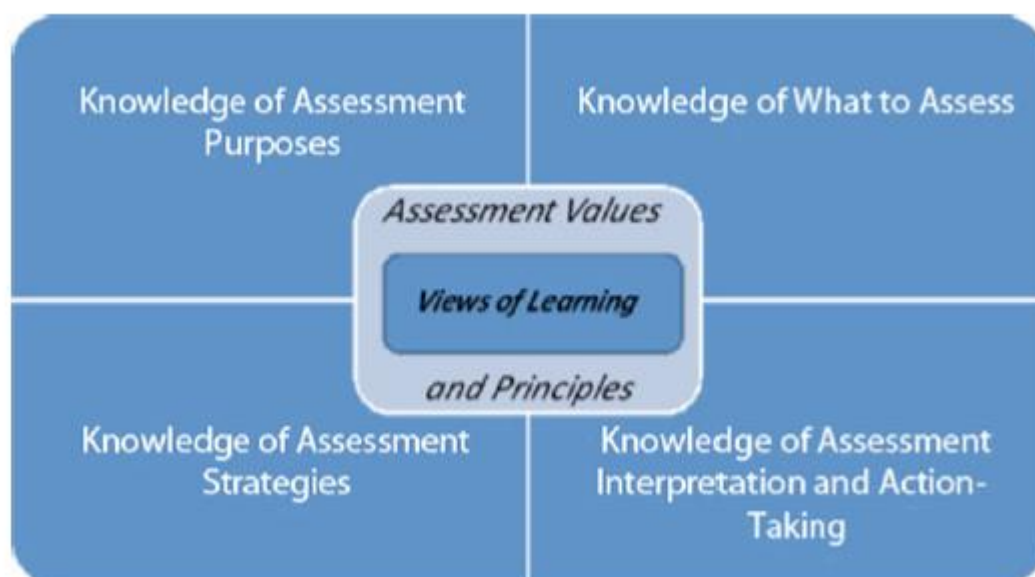 Knowledge of Assessment
Purposes
Knowledge of What to Assess
Assessment Values
Views of Learning
and Principles
Knowledge of Assessment
Strategies
Knowledge of Assessment
Interpretation and Action-
Taking